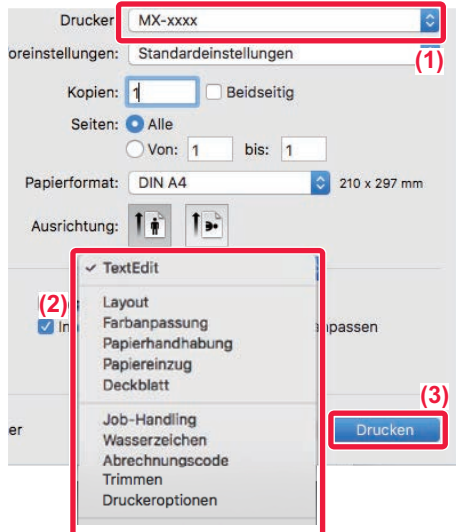 Drucker: MX-xxxx
oreinstellungen: Standardeinstellungen
(1)
Kopien: 1 Beidseitig
Seiten: Alle
Von: 1 bis: 1
Papierformat: DIN A4 210 x 297 mm
Ausrichtung:
TextEdit
(2)
Layout
Farbanpassung
In anpassen
Papierhandhabung
Papiereinzug
Deckblatt
(3)
Job-Handling
er Wasserzeichen Drucken
Abrechnungscode
Trimmen
Druckeroptionen